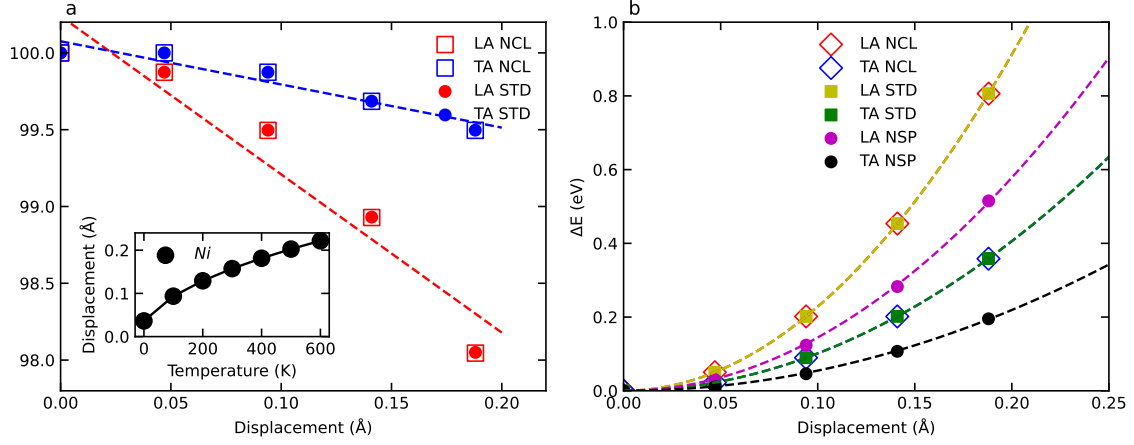 a
100.0
99.5
99.0
98.5
98.0
0.00
0.05
0.10
0.15
0.20
Displacement (Å)
LA NCL
TA NCL
LA STD
TA STD
Displacement (Å)
0.2
0.1
0.0
Ni
0
200
400
600
Temperature (K)
b
ΔE (eV)
1.0
0.8
0.6
0.4
0.2
0.0
LA NCL
TA NCL
LA STD
TA STD
LA NSP
TA NSP
0.00
0.05
0.10
0.15
0.20
0.25
Displacement (Å)